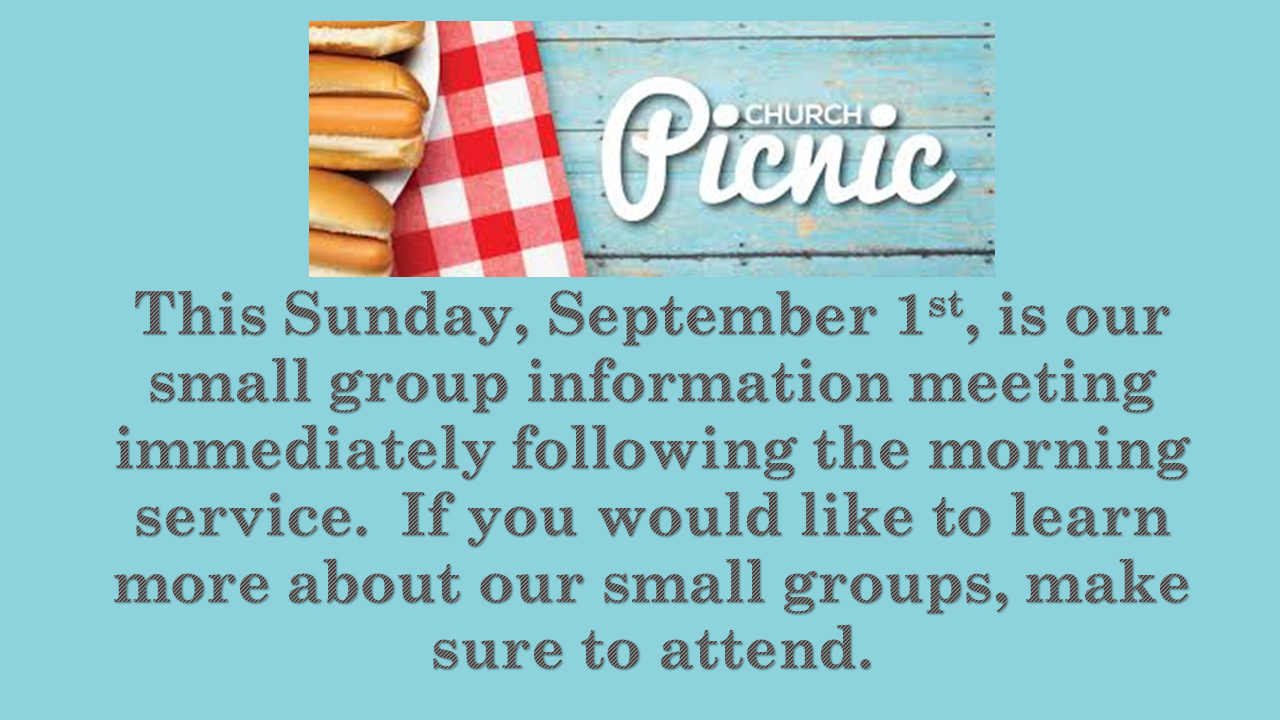 CHURCH
Picnic
This Sunday, September 1st, is our
small group information meeting
immediately following the morning
service.  If you would like to learn
more about our small groups, make
sure to attend.